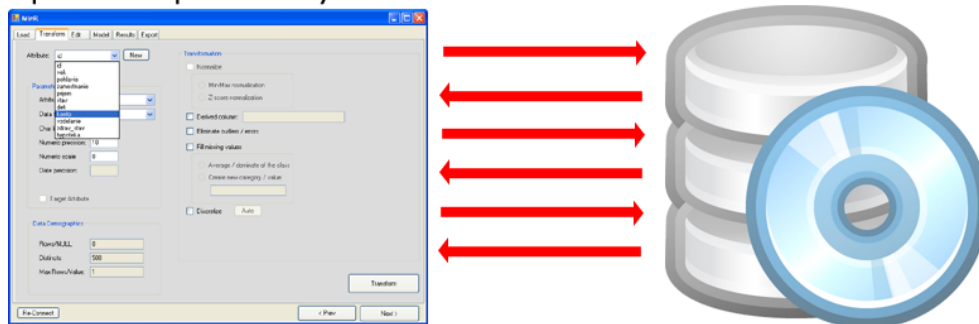 Load Transform Edit Model Results Export
Attribute: id New
id
vek
pohlavie
zamestnanie
prijem
stav
deti
vzdelanie
zdrav_stav
hypoteka
Numeric precision: 10
Numeric scale: 0
Date precision:
Target Attribute
Data Demographics
Rows/NULL: 0
Distincts: 500
Max Rows/Value: 1
Transformation
Normalize
Min-Max normalization
Z-score normalization
Derived column:
Eliminate outliers / errors
Fill missing values
Average / dominate of the class
Create new category / value:
Discretize Auto
Transform
Re-Connect < Prev Next >